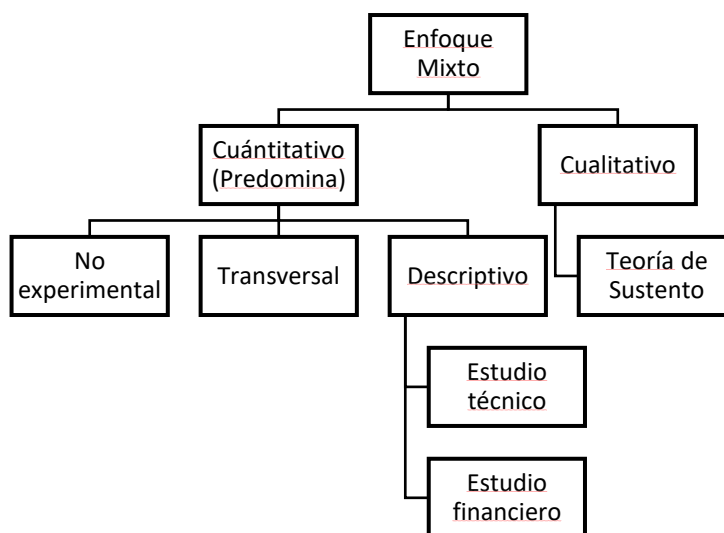 Enfoque
Mixto
Cuántitativo
(Predomina)
Cualitativo
No
experimental
Transversal
Descriptivo
Teoría de
Sustento
Estudio
técnico
Estudio
financiero